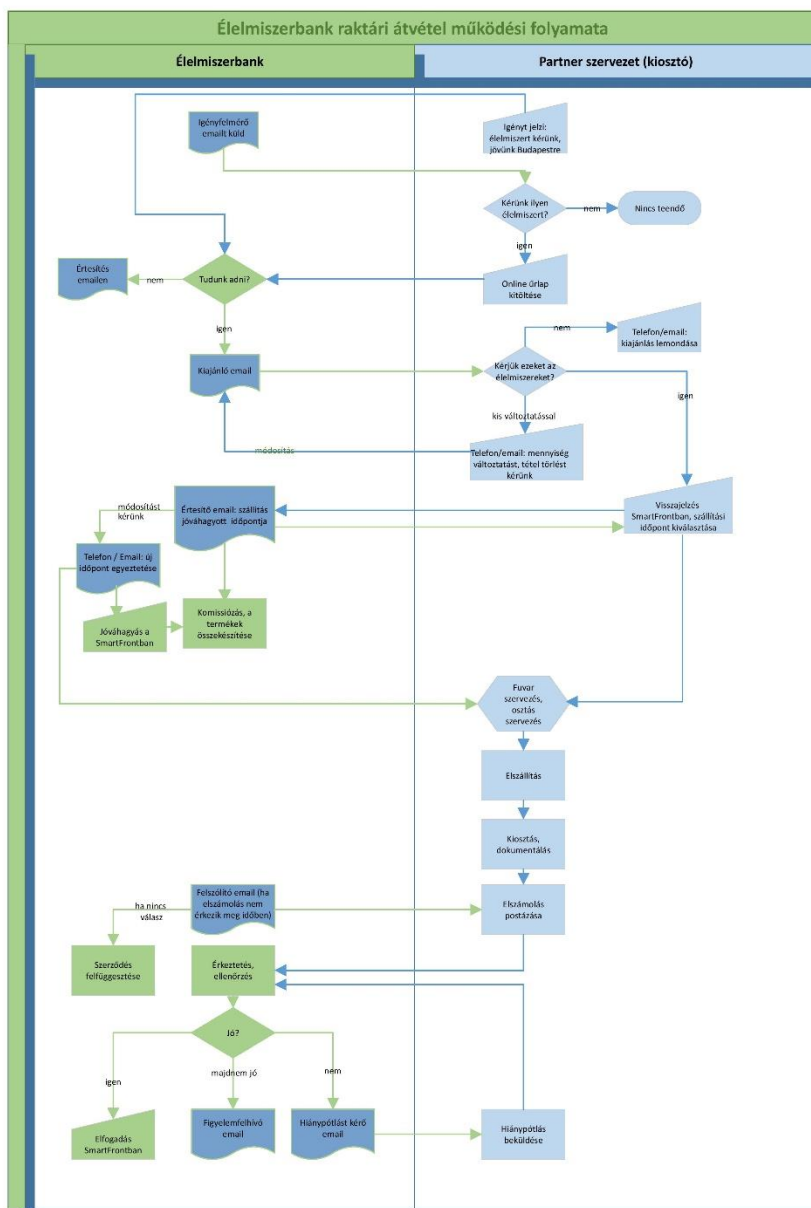 Élelmiszerbank raktári átvétel működési folyamata
Élelmiszerbank
Partner szervezet (kiosztó)
Igényfelmérő
emailt küld
Igényt jelzi:
élelmiszert kérünk,
jövünk Budapestre
Kérünk ilyen
élelmiszert?
nem
Nincs teendő
igen
Értesítés
emailen
nem
Tudunk adni?
Online űrlap
kitöltése
igen
nem
Telefon/email:
kiajánlás lemondása
Kiajánló email
Kérjük ezeket az
élelmiszereket?
igen
kis változtatással
módosítás
Telefon/email: mennyiség
változtatást, tétel törlést
kérünk
módosítást
kérünk
Értesítő email: szállítás
jóváhagyott időpontja
Visszajelzés
SmartFrontban, szállítási
időpont kiválasztása
Telefon / Email: új
időpont egyeztetése
Jóváhagyás a
SmartFrontban
Komissiózás, a
termékek
összekészítése
Fuvar
szervezés,
osztás
szervezés
Elszállítás
Kiosztás,
dokumentálás
ha nincs
válasz
Felszólító email (ha
elszámolás nem
érkezik meg időben)
Elszámolás
postázása
Szerződés
felfüggesztése
Érkeztetés,
ellenőrzés
Jó?
igen
majdnem jó
nem
Elfogadás
SmartFrontban
Figyelemfelhívó
email
Hiánypótlást kérő
email
Hiánypótlás
beküldése